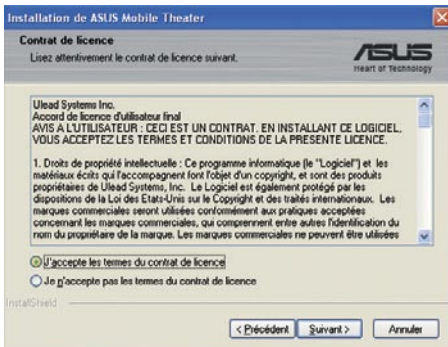 Installation de ASUS Mobile Theater
Contrat de licence
Lisez attentivement le contrat de licence suivant.
ASUS
Heart of Technology
Ulead Systems Inc.
Accord de licence d'utilisateur final
AVIS A L'UTILISATEUR : CECI EST UN CONTRAT. EN INSTALLANT CE LOGICIEL,
VOUS ACCEPTEZ LES TERMES ET CONDITIONS DE LA PRESENTE LICENCE.
1. Droits de propriété intellectuelle : Ce programme informatique (le "Logiciel") et les
matériaux écrits qui l'accompagnent font l'objet d'un copyright, et sont des produits
propriétaires de Ulead Systems, Inc. Le Logiciel est également protégé par les
dispositions de la Loi des Etats-Unis sur le Copyright et des traités internationaux. Les
marques commerciales seront utilisées conformément aux pratiques acceptées
concernant les marques commerciales, qui comprennent entre autres l'identification du
nom du propriétaire de la marque. Les marques commerciales ne peuvent être utilisées
J'accepte les termes du contrat de licence
Je n'accepte pas les termes du contrat de licence
InstallShield
< Précédent
Suivant >
Annuler